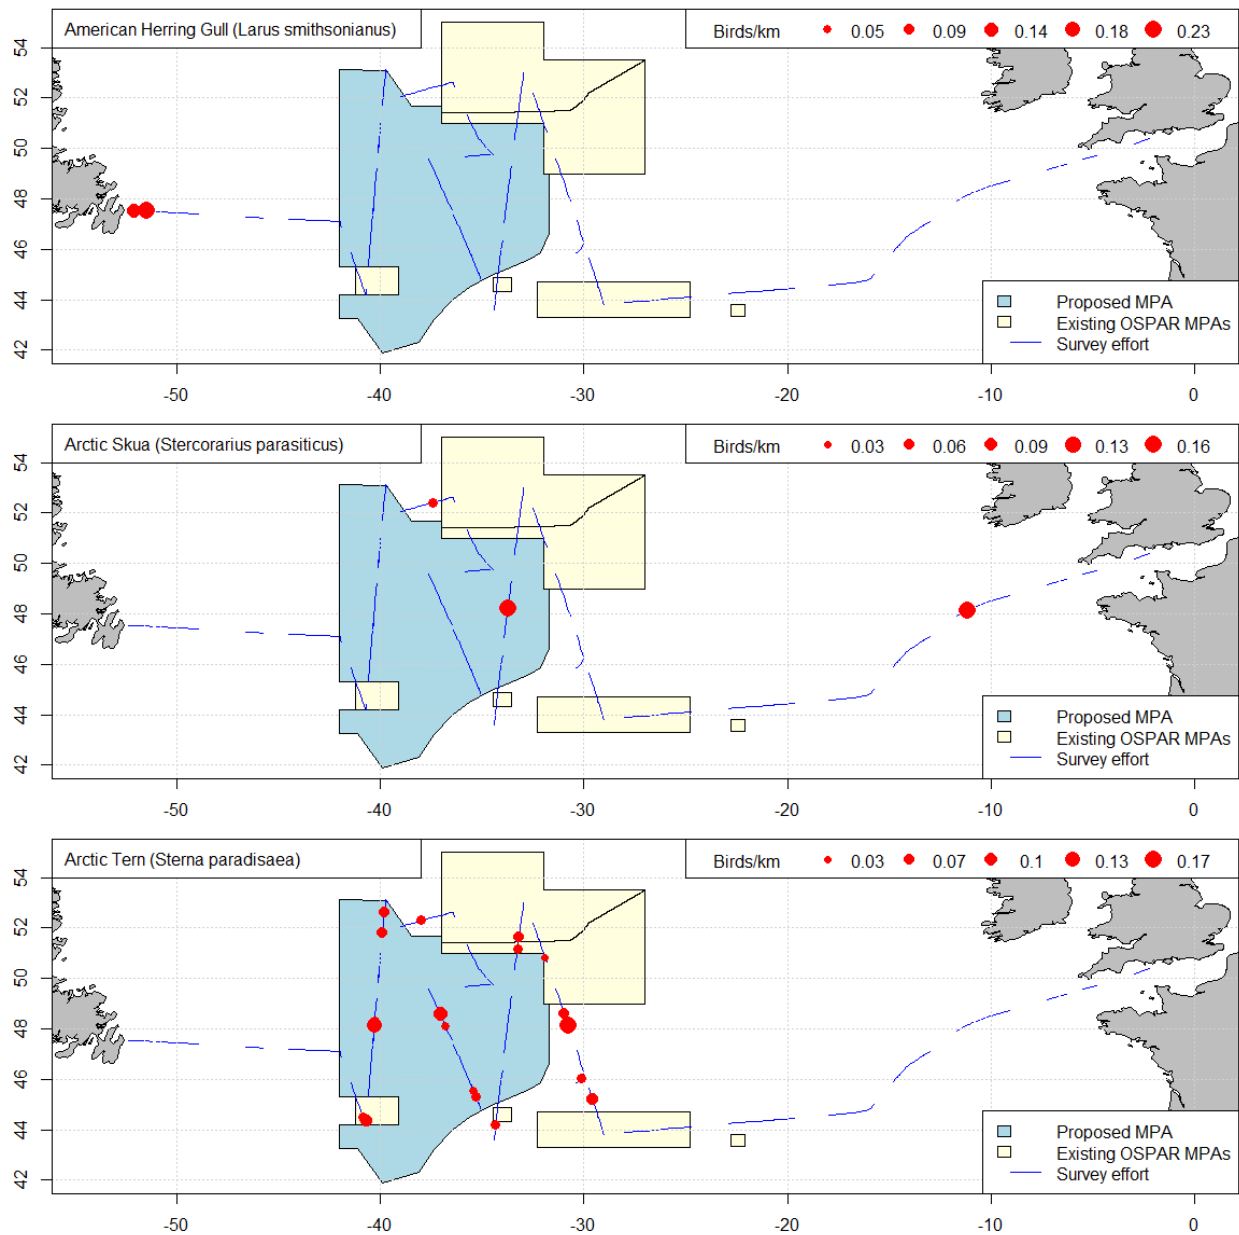 American Herring Gull (Larus smithsonianus)
Birds/km 0.05 0.09 0.14 0.18 0.23
54
52
50
48
46
44
42
Proposed MPA
Existing OSPAR MPAs
Survey effort
-50 -40 -30 -20 -10 0
Arctic Skua (Stercorarius parasiticus)
Birds/km 0.03 0.06 0.09 0.13 0.16
54
52
50
48
46
44
42
Proposed MPA
Existing OSPAR MPAs
Survey effort
-50 -40 -30 -20 -10 0
Arctic Tern (Sterna paradisaea)
Birds/km 0.03 0.07 0.1 0.13 0.17
54
52
50
48
46
44
42
Proposed MPA
Existing OSPAR MPAs
Survey effort
-50 -40 -30 -20 -10 0